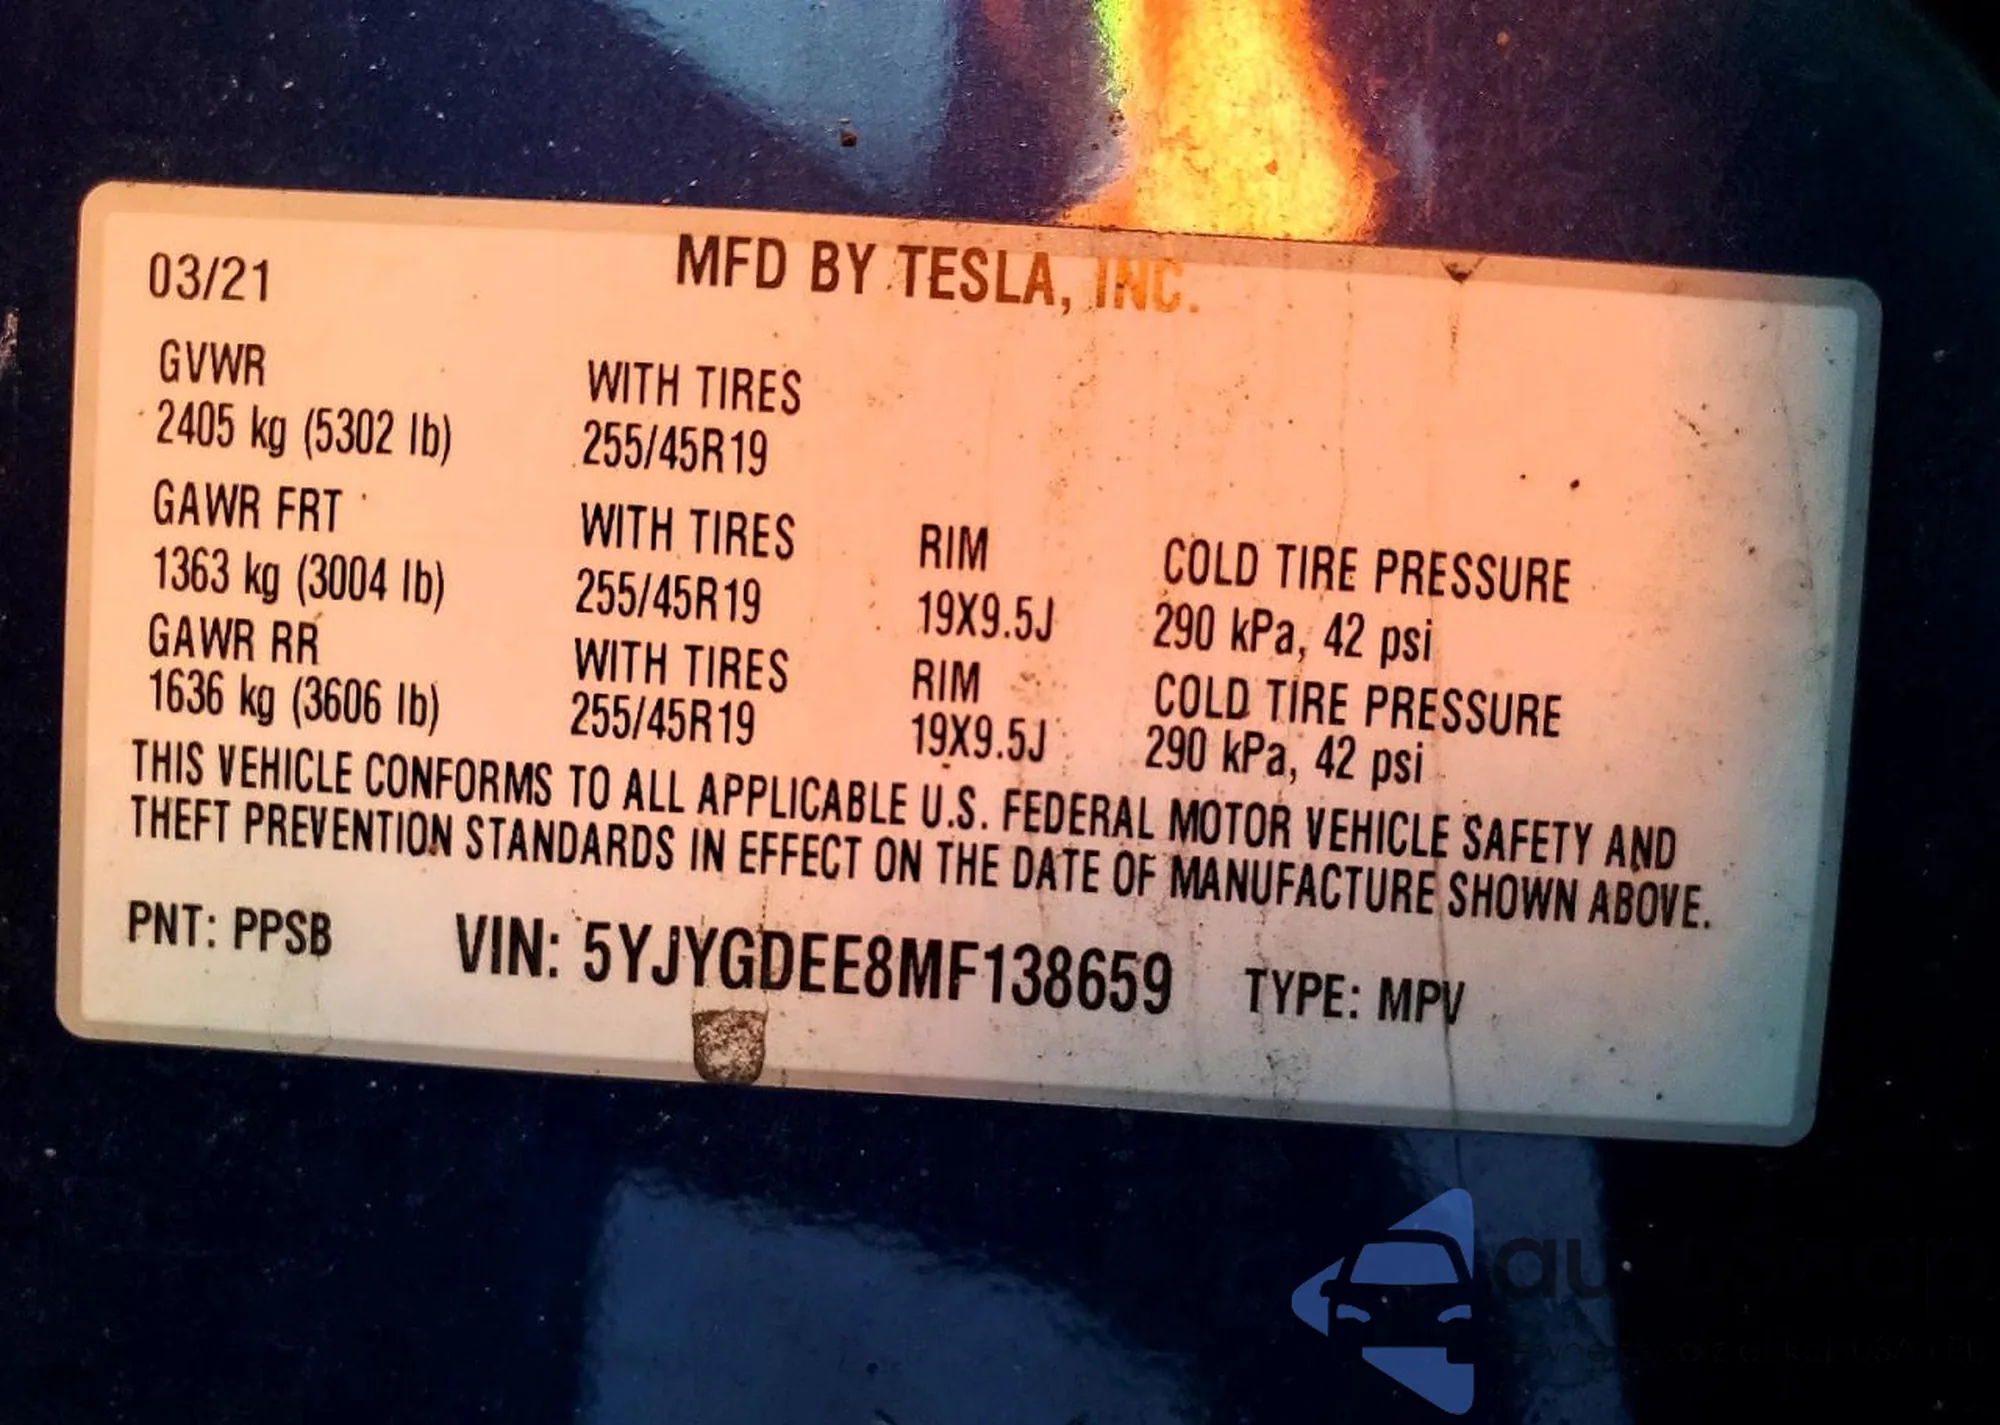 03/21 MFD BY TESLA, INC.
GVWR WITH TIRES
2405 kg (5302 lb) 255/45R19
GAWR FRT WITH TIRES RIM COLD TIRE PRESSURE
1363 kg (3004 lb) 255/45R19 19X9.5J 290 kPa, 42 psi
GAWR RR WITH TIRES RIM COLD TIRE PRESSURE
1636 kg (3606 lb) 255/45R19 19X9.5J 290 kPa, 42 psi
THIS VEHICLE CONFORMS TO ALL APPLICABLE U.S. FEDERAL MOTOR VEHICLE SAFETY AND
THEFT PREVENTION STANDARDS IN EFFECT ON THE DATE OF MANUFACTURE SHOWN ABOVE.
PNT: PPSB VIN: 5YJYGDEE8MF138659 TYPE: MPV